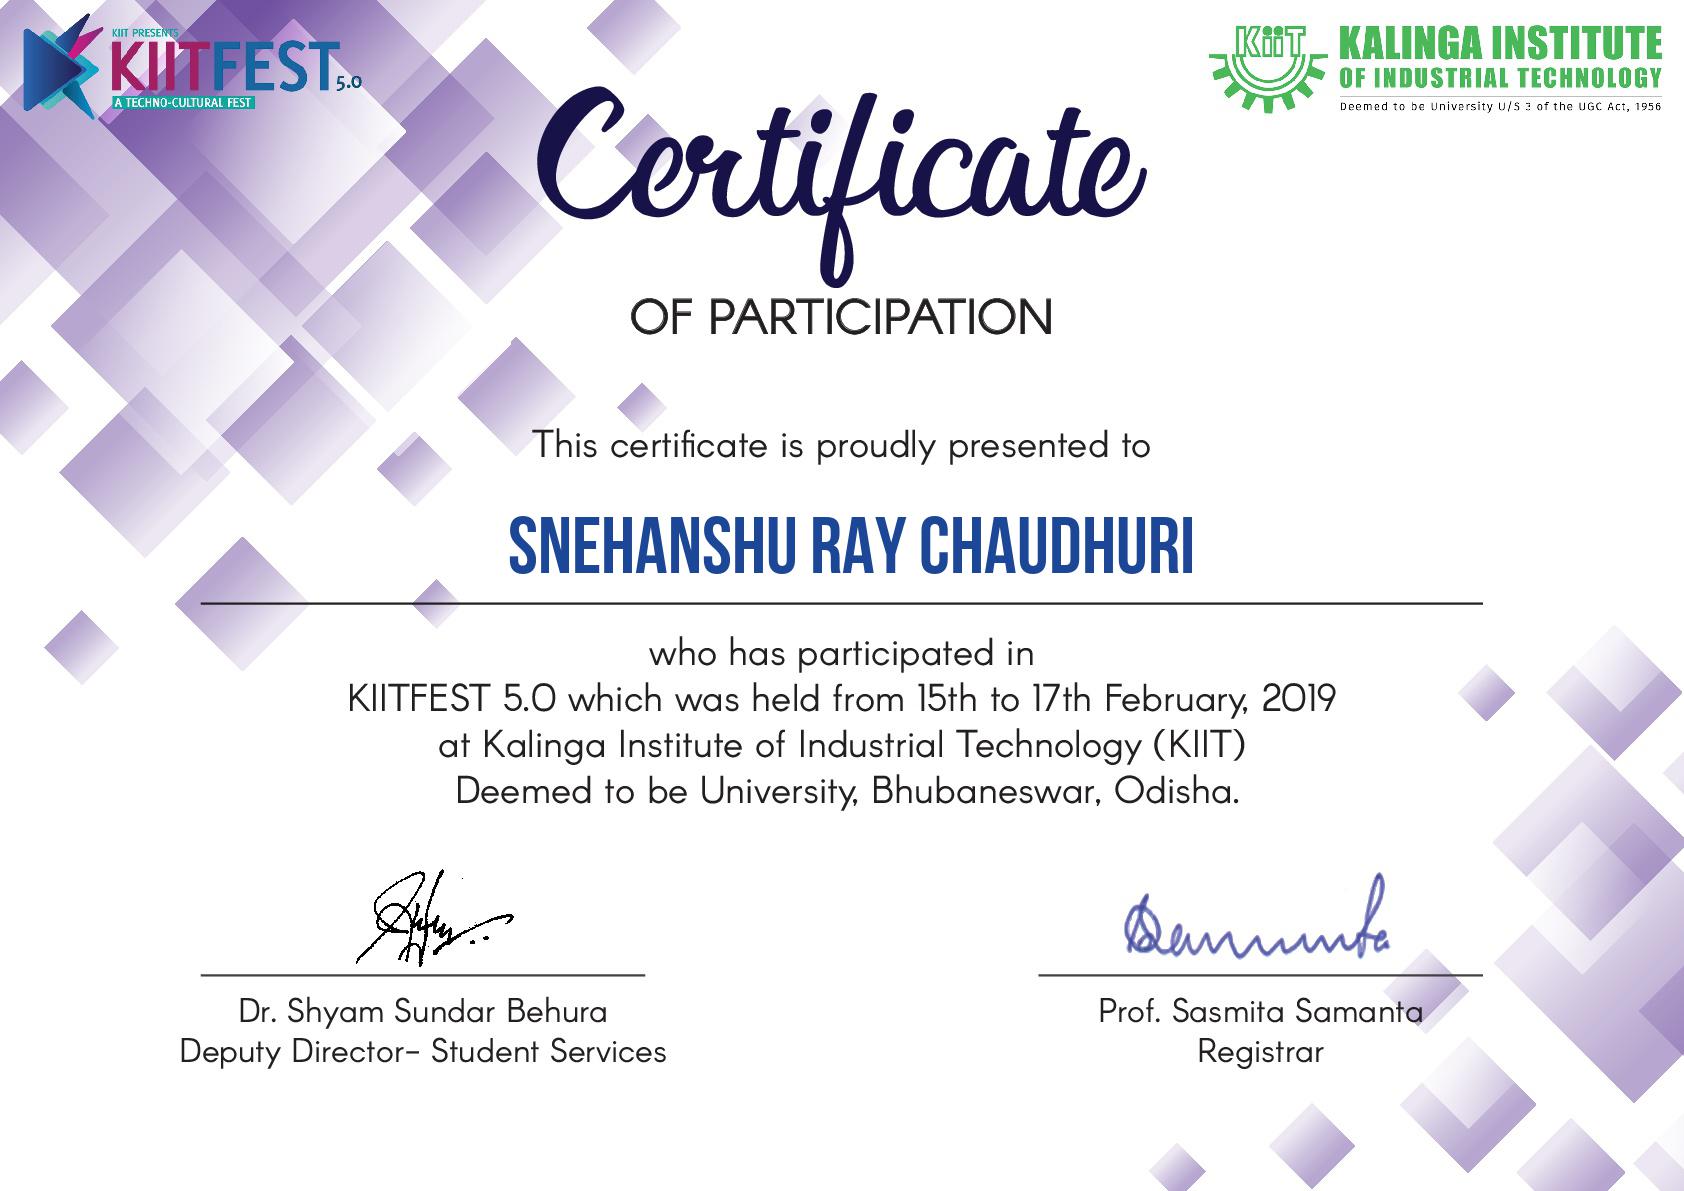 KIIT PRESENTS
KIITFEST 5.0
A TECHNO-CULTURAL FEST
KiiT
KALINGA INSTITUTE
OF INDUSTRIAL TECHNOLOGY
Deemed to be University U/S 3 of the UGC Act, 1956
Certificate
OF PARTICIPATION
This certificate is proudly presented to
SNEHANSHU RAY CHAUDHURI
who has participated in
KIITFEST 5.0 which was held from 15th to 17th February, 2019
at Kalinga Institute of Industrial Technology (KIIT)
Deemed to be University, Bhubaneswar, Odisha.
Dr. Shyam Sundar Behura
Deputy Director- Student Services
Prof. Sasmita Samanta
Registrar